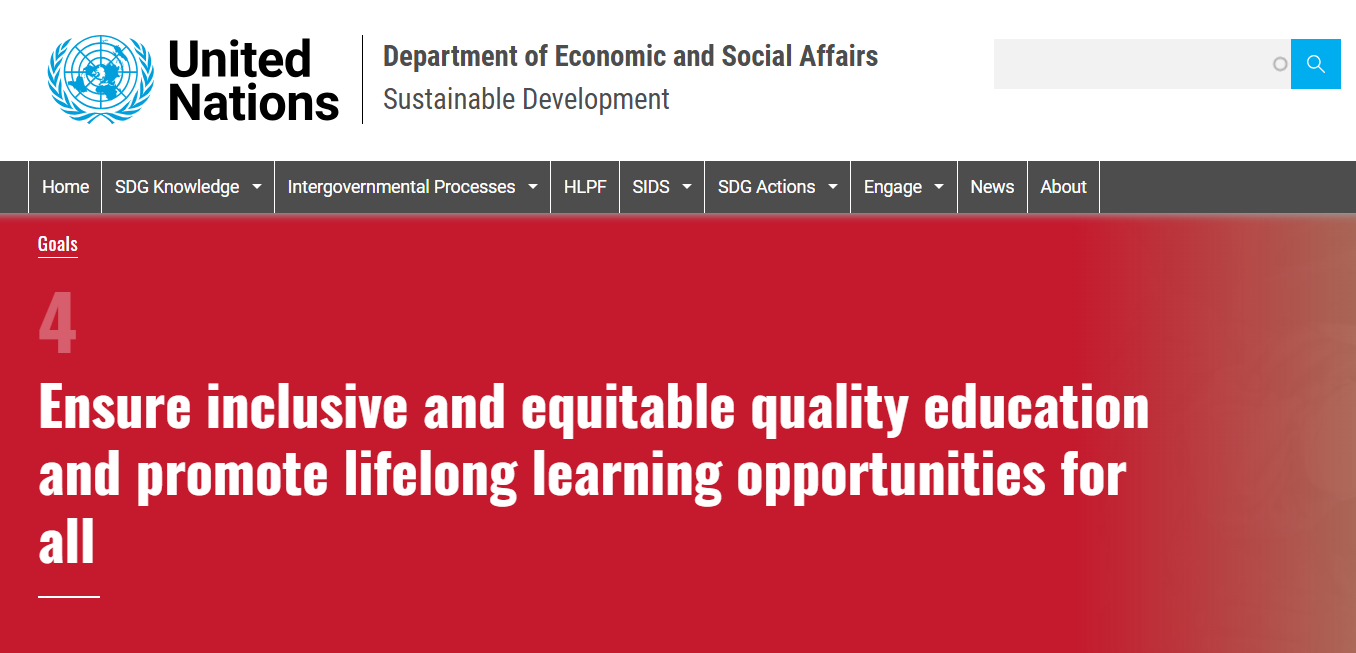 United
Nations
Department of Economic and Social Affairs
Sustainable Development
Home SDG Knowledge Intergovernmental Processes HLPF SIDS SDG Actions Engage News About
Goals
4
Ensure inclusive and equitable quality education
and promote lifelong learning opportunities for
all